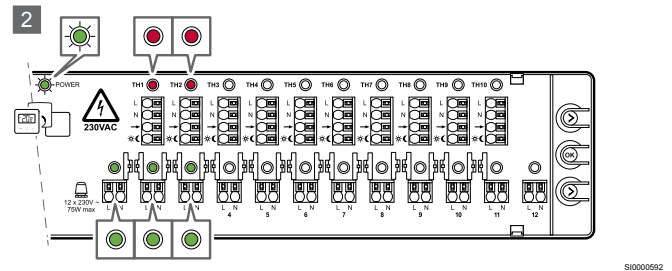 2
POWER
TH1 TH2 TH3 TH4 TH5 TH6 TH7 TH8 TH9 TH10
230VAC
L L L L L L L L L L
N N N N N N N N N N
OK
12 x 230V ~
75W max
L N L N L N L N L N L N L N L N L N L N L N L N
4 5 6 7 8 9 10 11 12
SI0000592